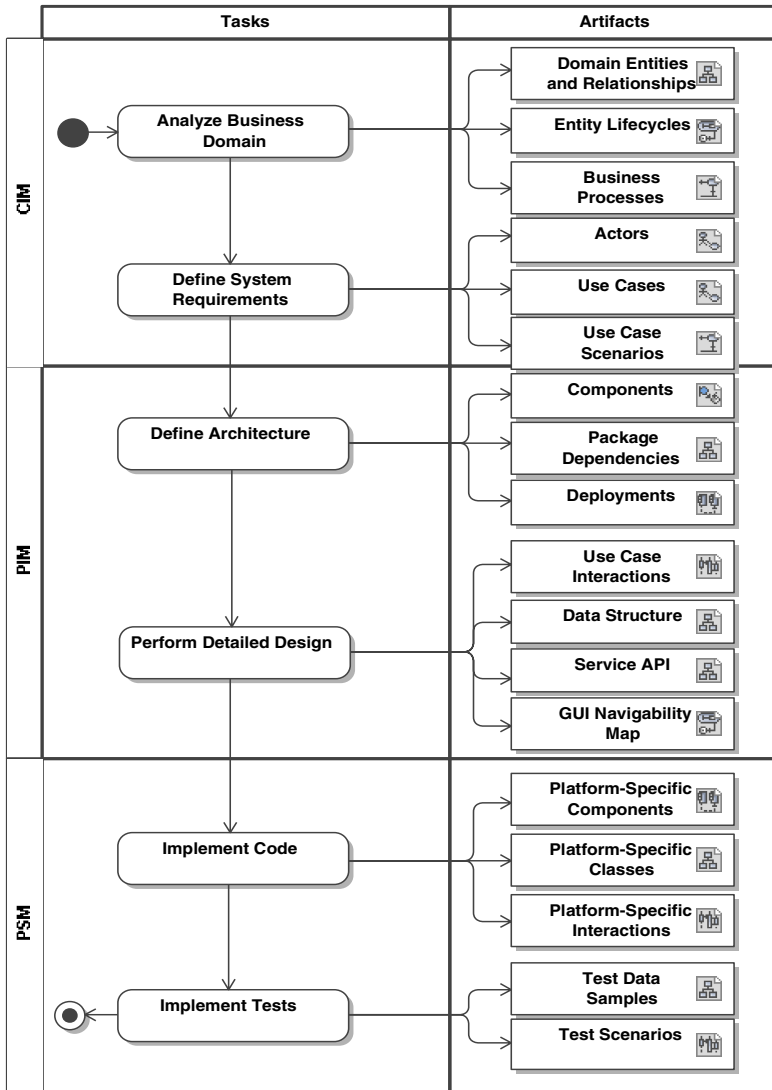 Tasks
Artifacts
CIM
Analyze Business
Domain
Domain Entities
and Relationships
Entity Lifecycles
Business
Processes
Define System
Requirements
Actors
Use Cases
Use Case
Scenarios
PIM
Define Architecture
Components
Package
Dependencies
Deployments
Perform Detailed Design
Use Case
Interactions
Data Structure
Service API
GUI Navigability
Map
PSM
Implement Code
Platform-Specific
Components
Platform-Specific
Classes
Platform-Specific
Interactions
Implement Tests
Test Data
Samples
Test Scenarios